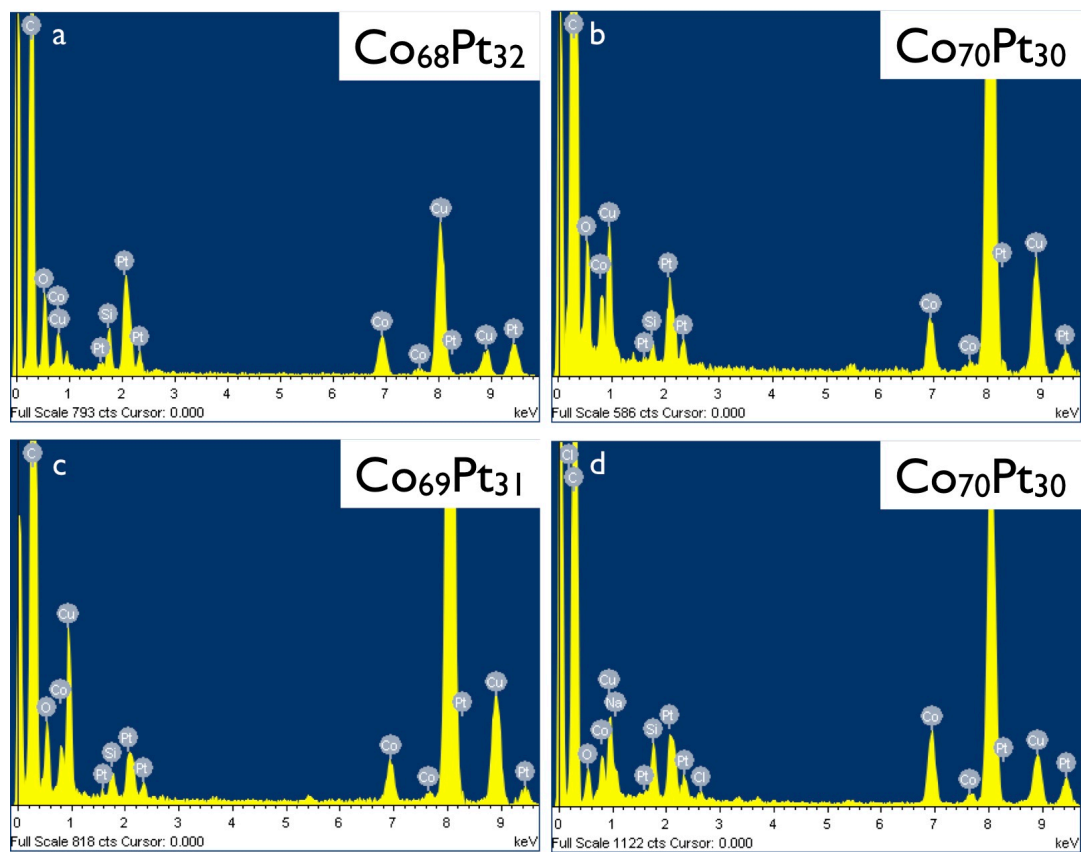 a
Co₆₈Pt₃₂
C
O
Co
Cu
Pt
Si
Pt
Pt
Co
Co
Cu
Pt
Cu
Pt
0 1 2 3 4 5 6 7 8 9
Full Scale 793 cts Cursor: 0.000 keV
b
Co₇₀Pt₃₀
C
O
Co
Cu
Pt
Si
Pt
Pt
Co
Co
Pt
Cu
Pt
0 1 2 3 4 5 6 7 8 9
Full Scale 586 cts Cursor: 0.000 keV
c
Co₆₉Pt₃₁
C
O
Co
Cu
Pt
Si
Pt
Pt
Co
Co
Pt
Cu
Pt
0 1 2 3 4 5 6 7 8 9
Full Scale 818 cts Cursor: 0.000 keV
d
Co₇₀Pt₃₀
Cl
C
O
Co
Cu
Na
Pt
Si
Pt
Pt
Cl
Co
Co
Pt
Cu
Pt
0 1 2 3 4 5 6 7 8 9
Full Scale 1122 cts Cursor: 0.000 keV